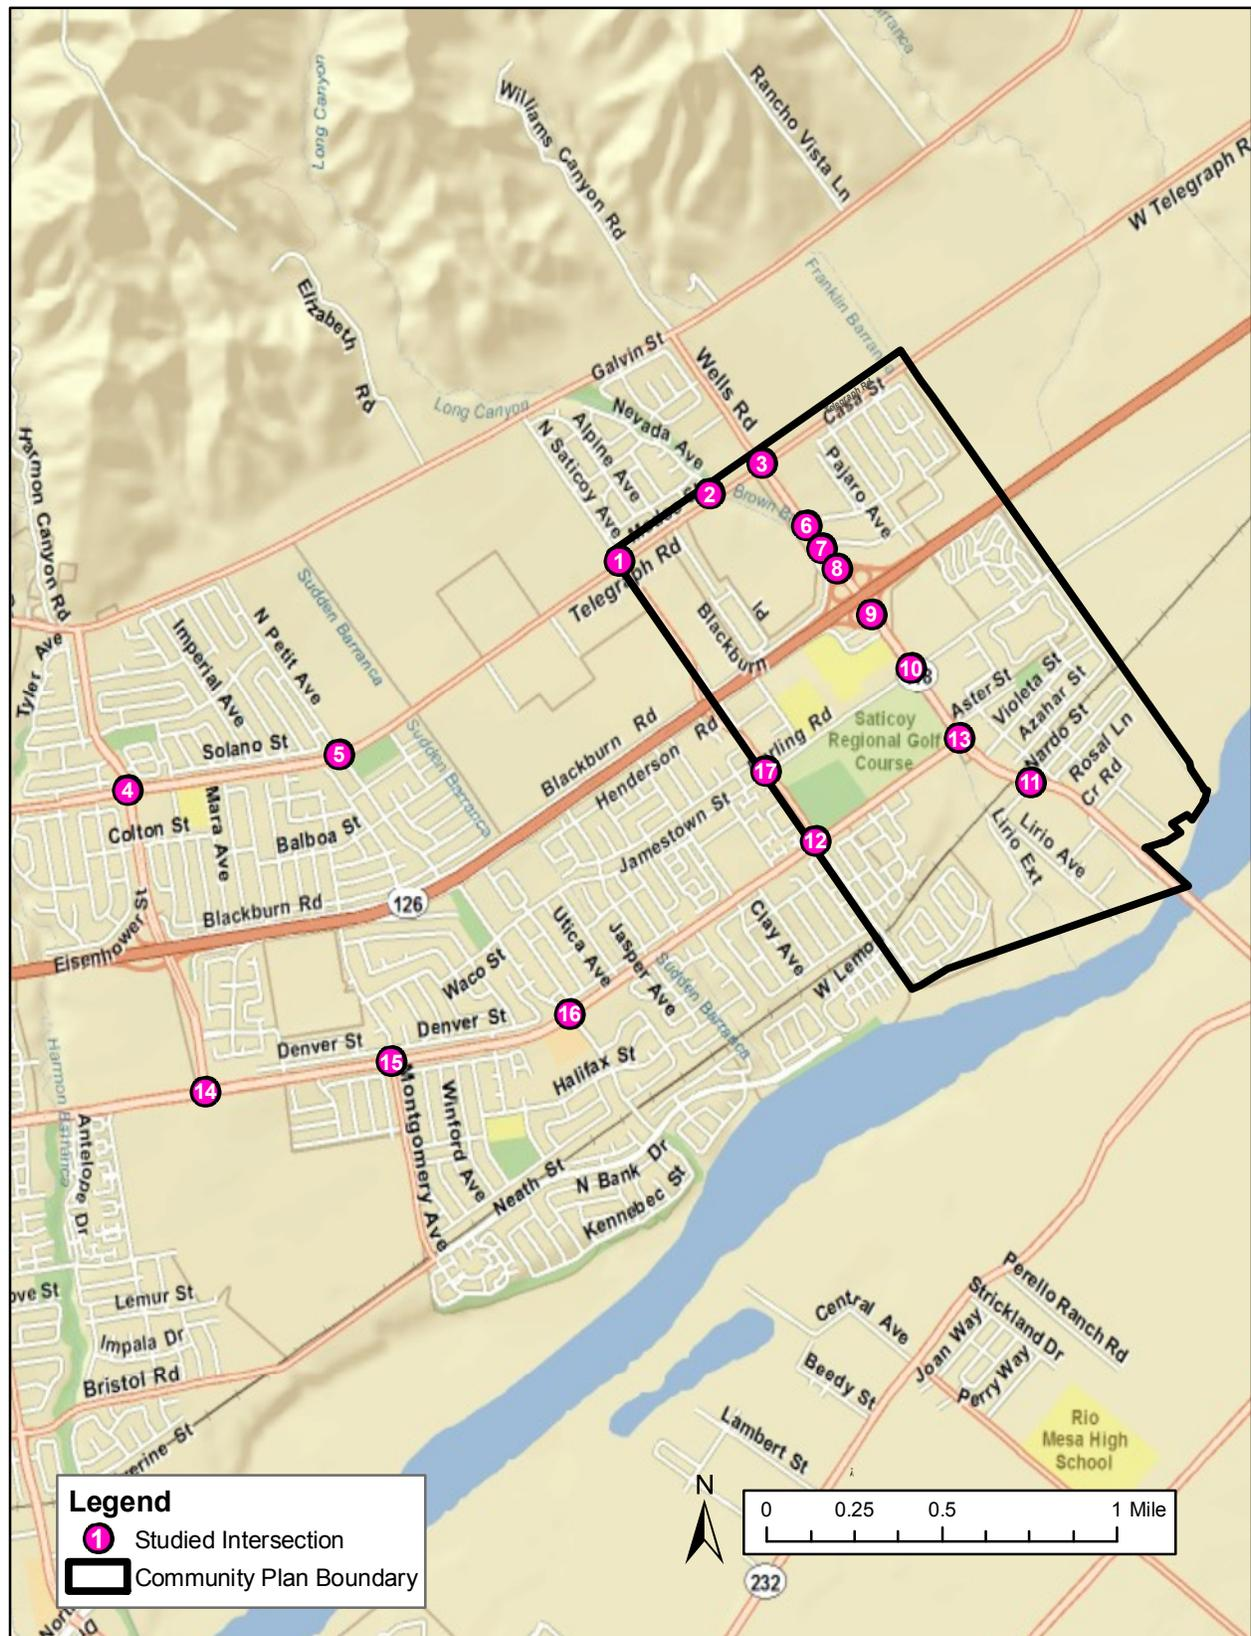 Long Canyon
Barranca
Williams Canyon Rd
Rancho Vista Ln
W Telegraph R
Elizabeth
Rd
Franklin Barranca
Galvin St
Wells Rd
Long Canyon
Casa St
Telegraph Rd
Nevada Ave
Alpine Ave
N Saticoy Ave
3
2
Pajaro Ave
Harmon Canyon Rd
6
7
8
1
Telegraph Rd
Sudden Barranca
N Petit Ave
Imperial Ave
Tyler Ave
Blackburn
Pl
9
10
Aster St
Violeta St
Azahar St
Nardo St
Rosal Ln
Cr Rd
Saticoy
Regional Golf
Course
13
11
Solano St
5
4
Sudden Barranca
Blackburn Rd
Henderson Rd
17
Colton St
Mara Ave
Balboa St
Jamestown St
12
Lirio Ave
Lirio Ext
Blackburn Rd
126
Eisenhower St
Waco St
Utica Ave
Jasper Ave
Clay Ave
W Lemo
Sudden Barranca
16
Denver St
Denver St
15
14
Halifax St
Harmon Barranca
Antelope Dr
Montgomery Ave
Winford Ave
Neath St
N Bank Dr
Kennebec St
ove St
Lemur St
Impala Dr
Bristol Rd
verine St
Perello Ranch Rd
Strickland Dr
Central Ave
Joan Way
Perry Way
Beedy St
Lambert St
Rio
Mesa High
School
Legend
1 Studied Intersection
Community Plan Boundary
N
0 0.25 0.5 1 Mile
232